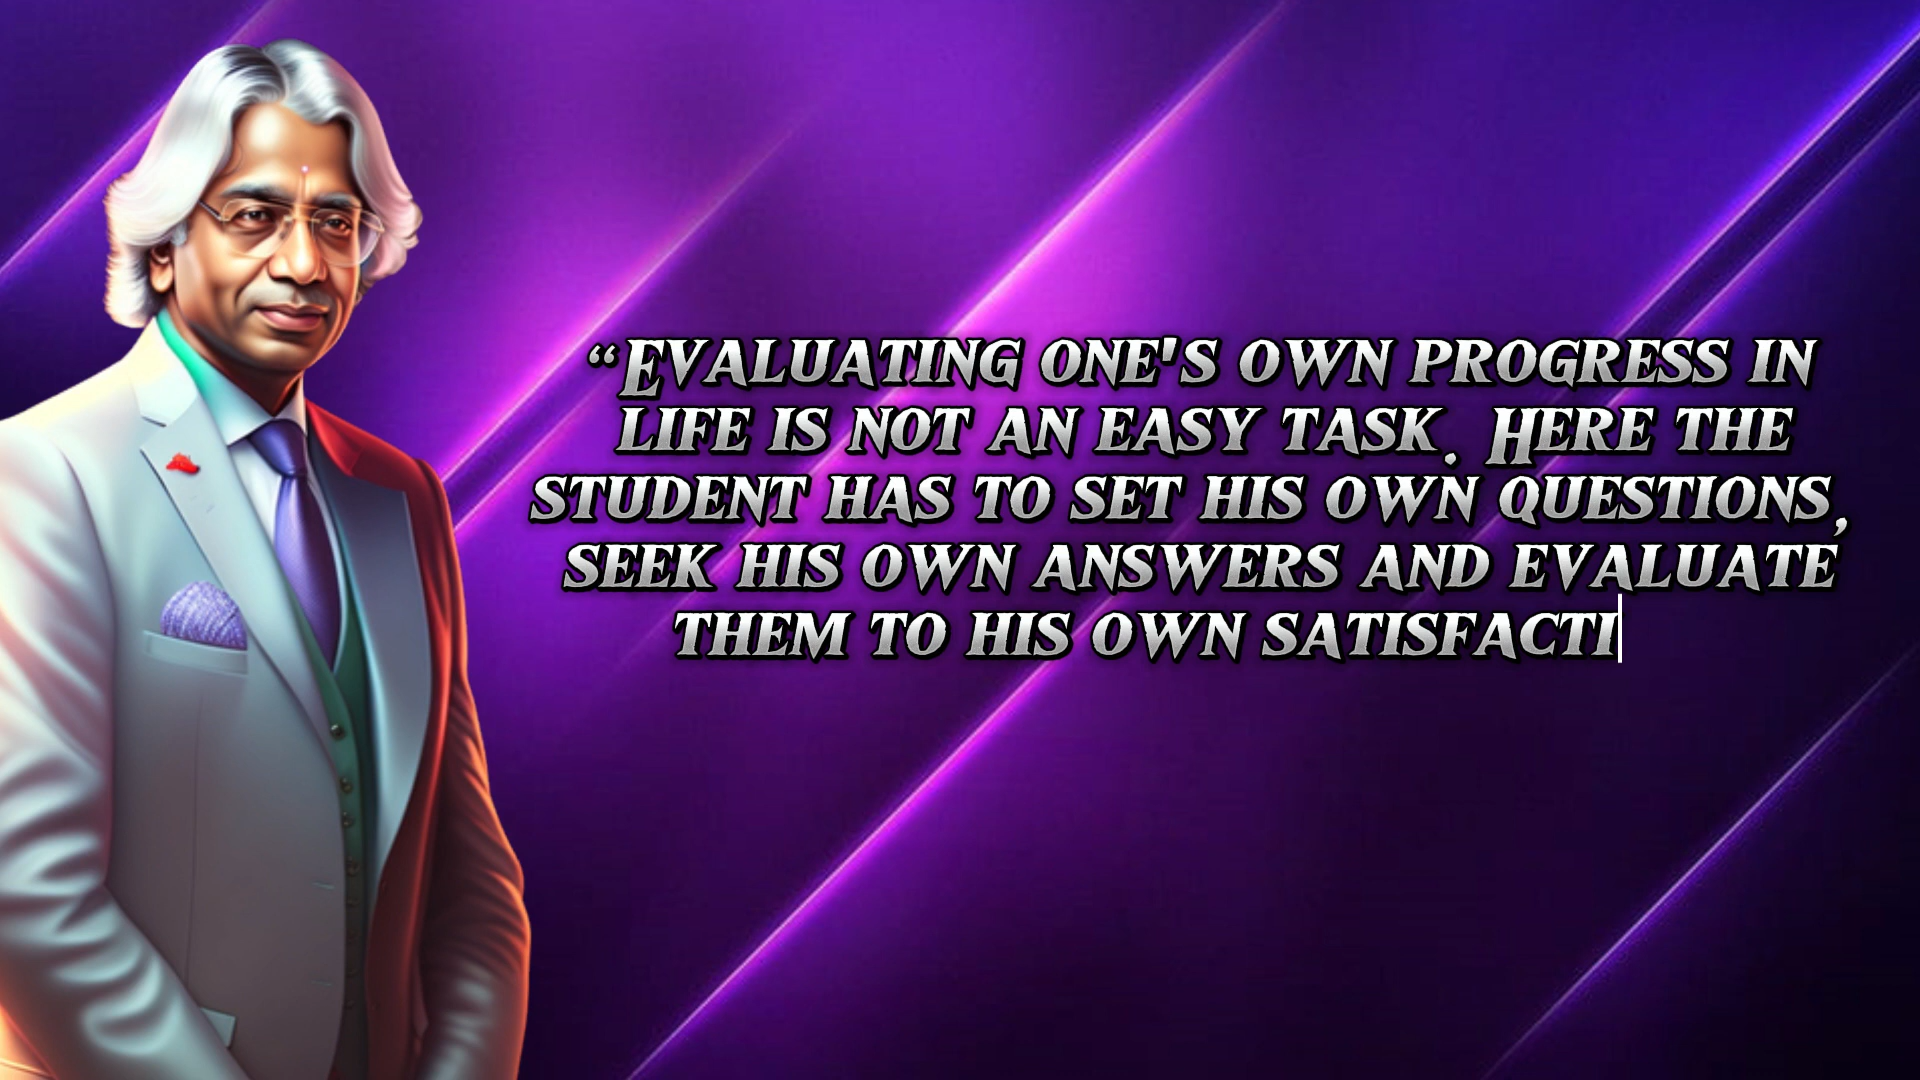 “Evaluating one's own progress in
life is not an easy task. Here the
student has to set his own questions,
seek his own answers and evaluate
them to his own satisfacti